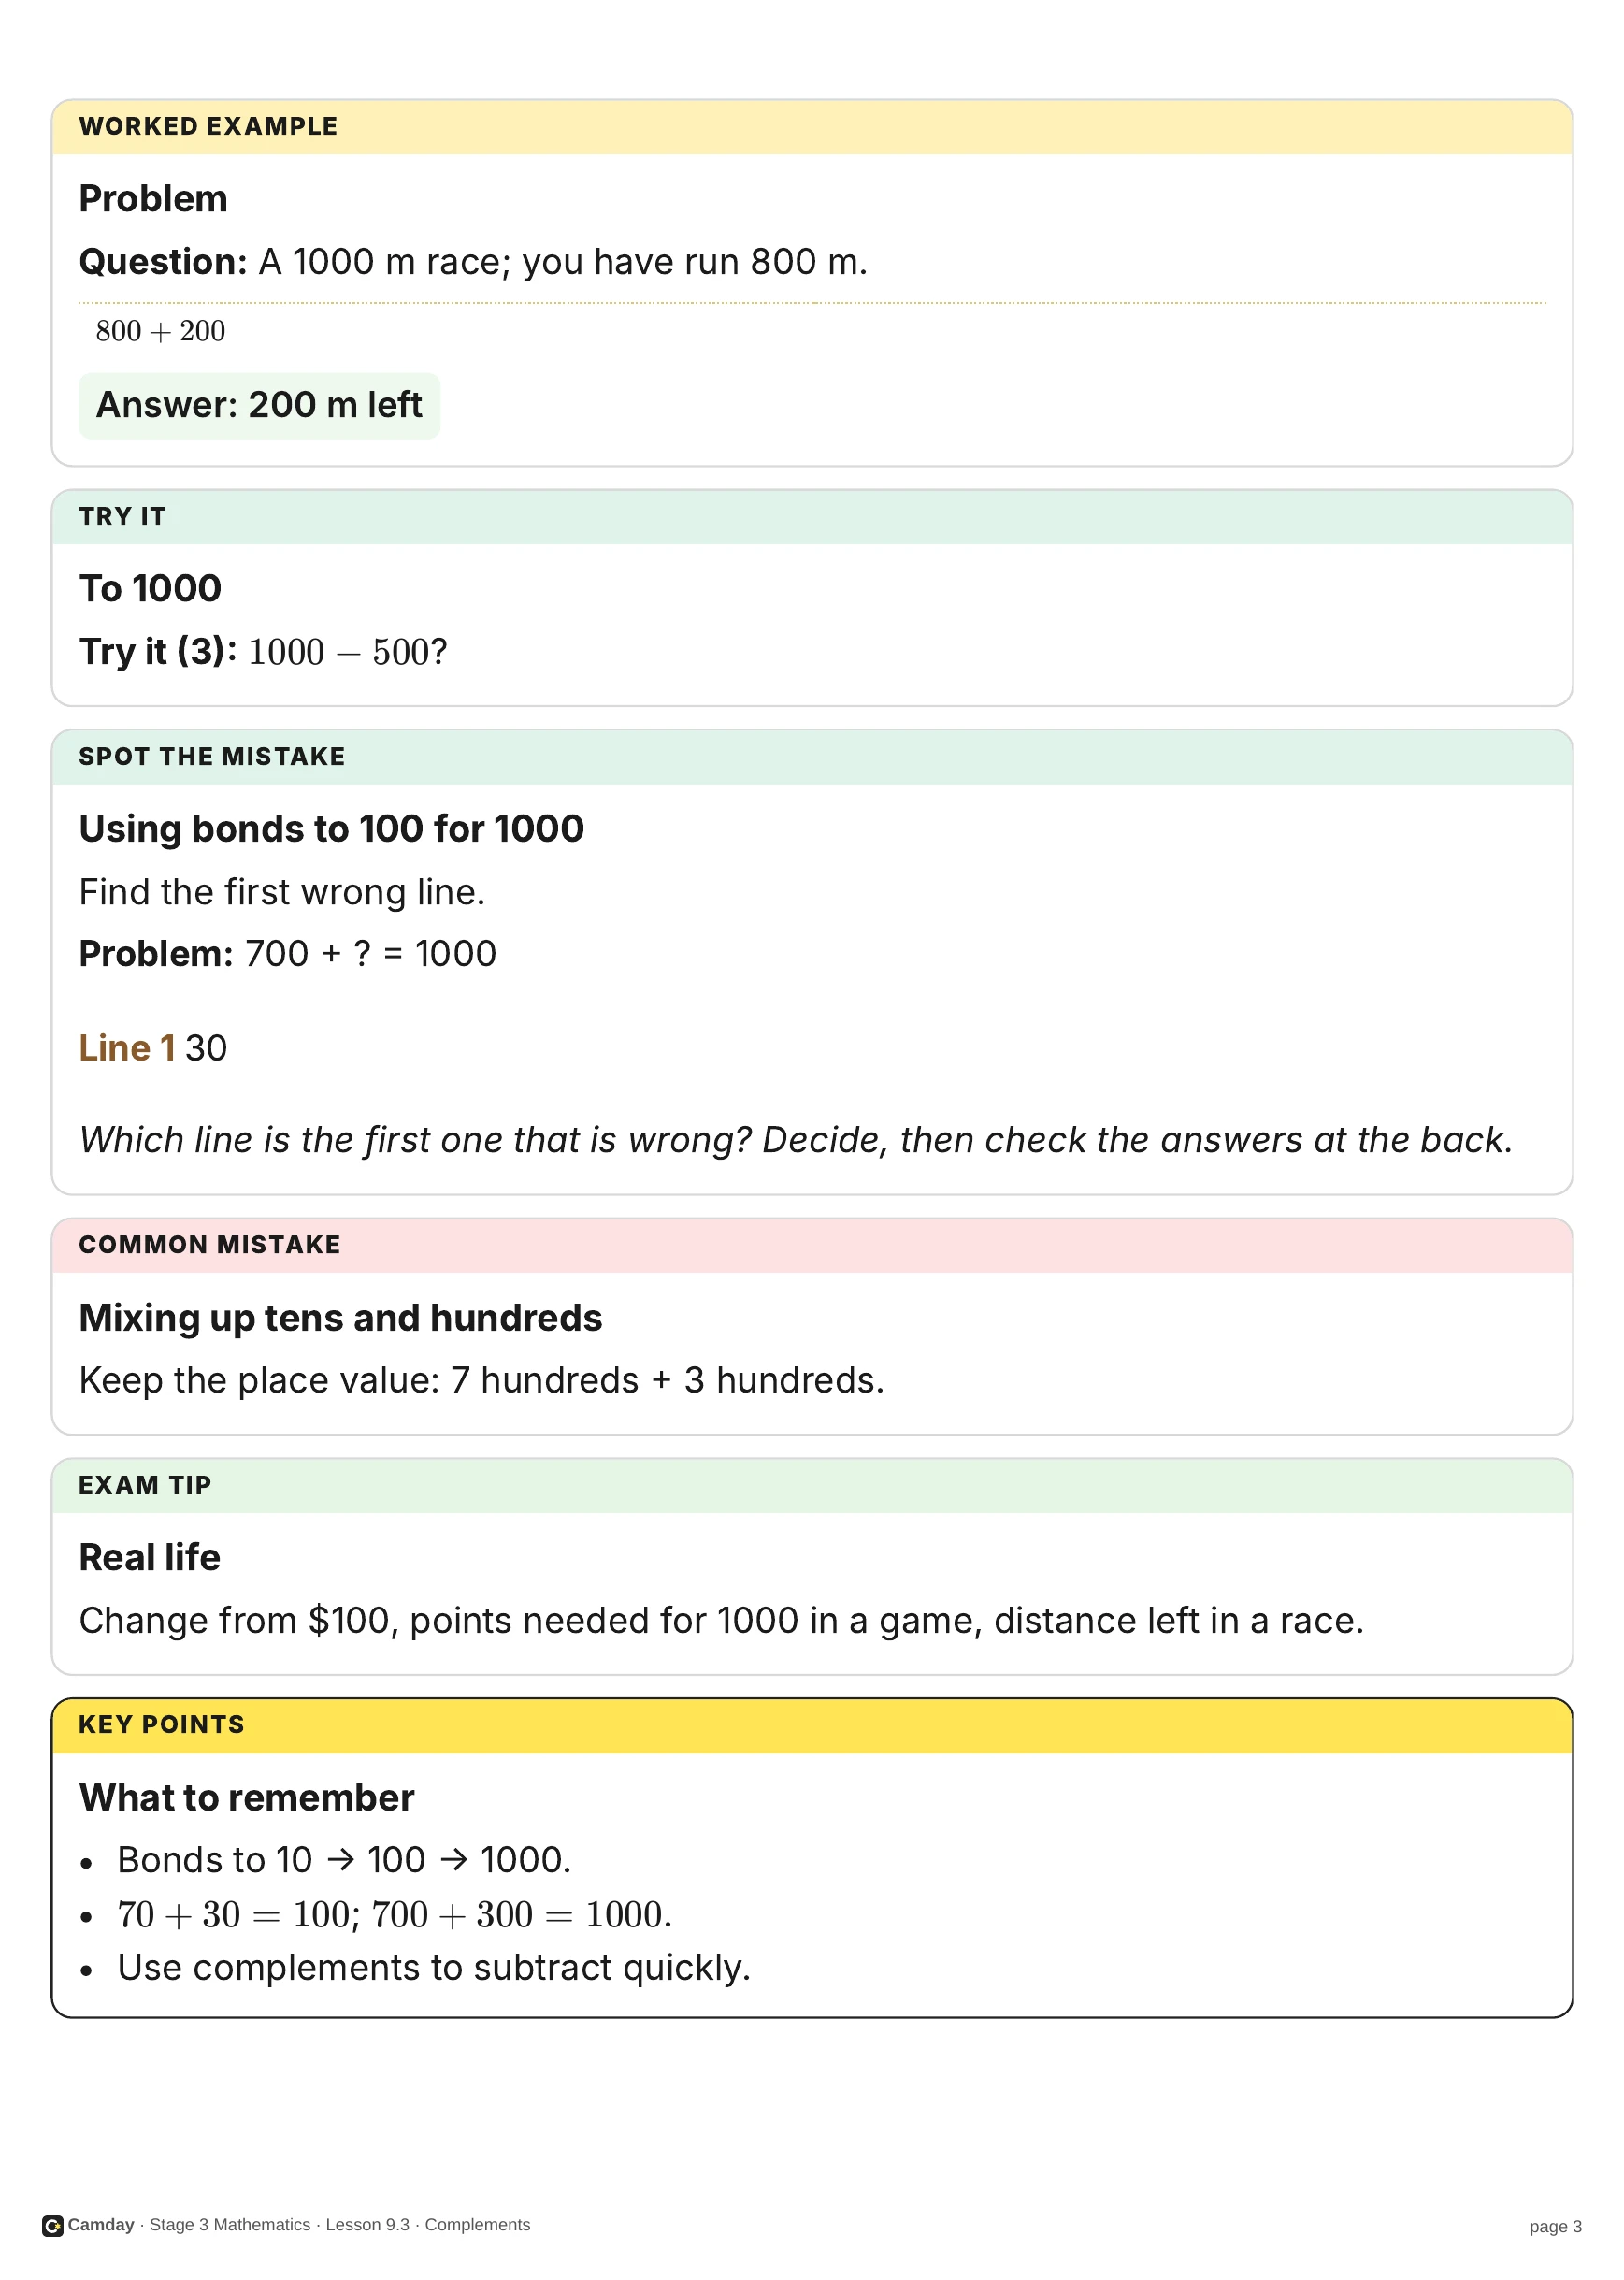 WORKED EXAMPLE
Problem
Question: A 1000 m race; you have run 800 m.
800 + 200
Answer: 200 m left
TRY IT
To 1000
Try it (3): 1000 − 500?
SPOT THE MISTAKE
Using bonds to 100 for 1000
Find the first wrong line.
Problem: 700 + ? = 1000
Line 1 30
Which line is the first one that is wrong? Decide, then check the answers at the back.
COMMON MISTAKE
Mixing up tens and hundreds
Keep the place value: 7 hundreds + 3 hundreds.
EXAM TIP
Real life
Change from $100, points needed for 1000 in a game, distance left in a race.
KEY POINTS
What to remember
• Bonds to 10 → 100 → 1000.
• 70 + 30 = 100; 700 + 300 = 1000.
• Use complements to subtract quickly.
Camday · Stage 3 Mathematics · Lesson 9.3 · Complements
page 3